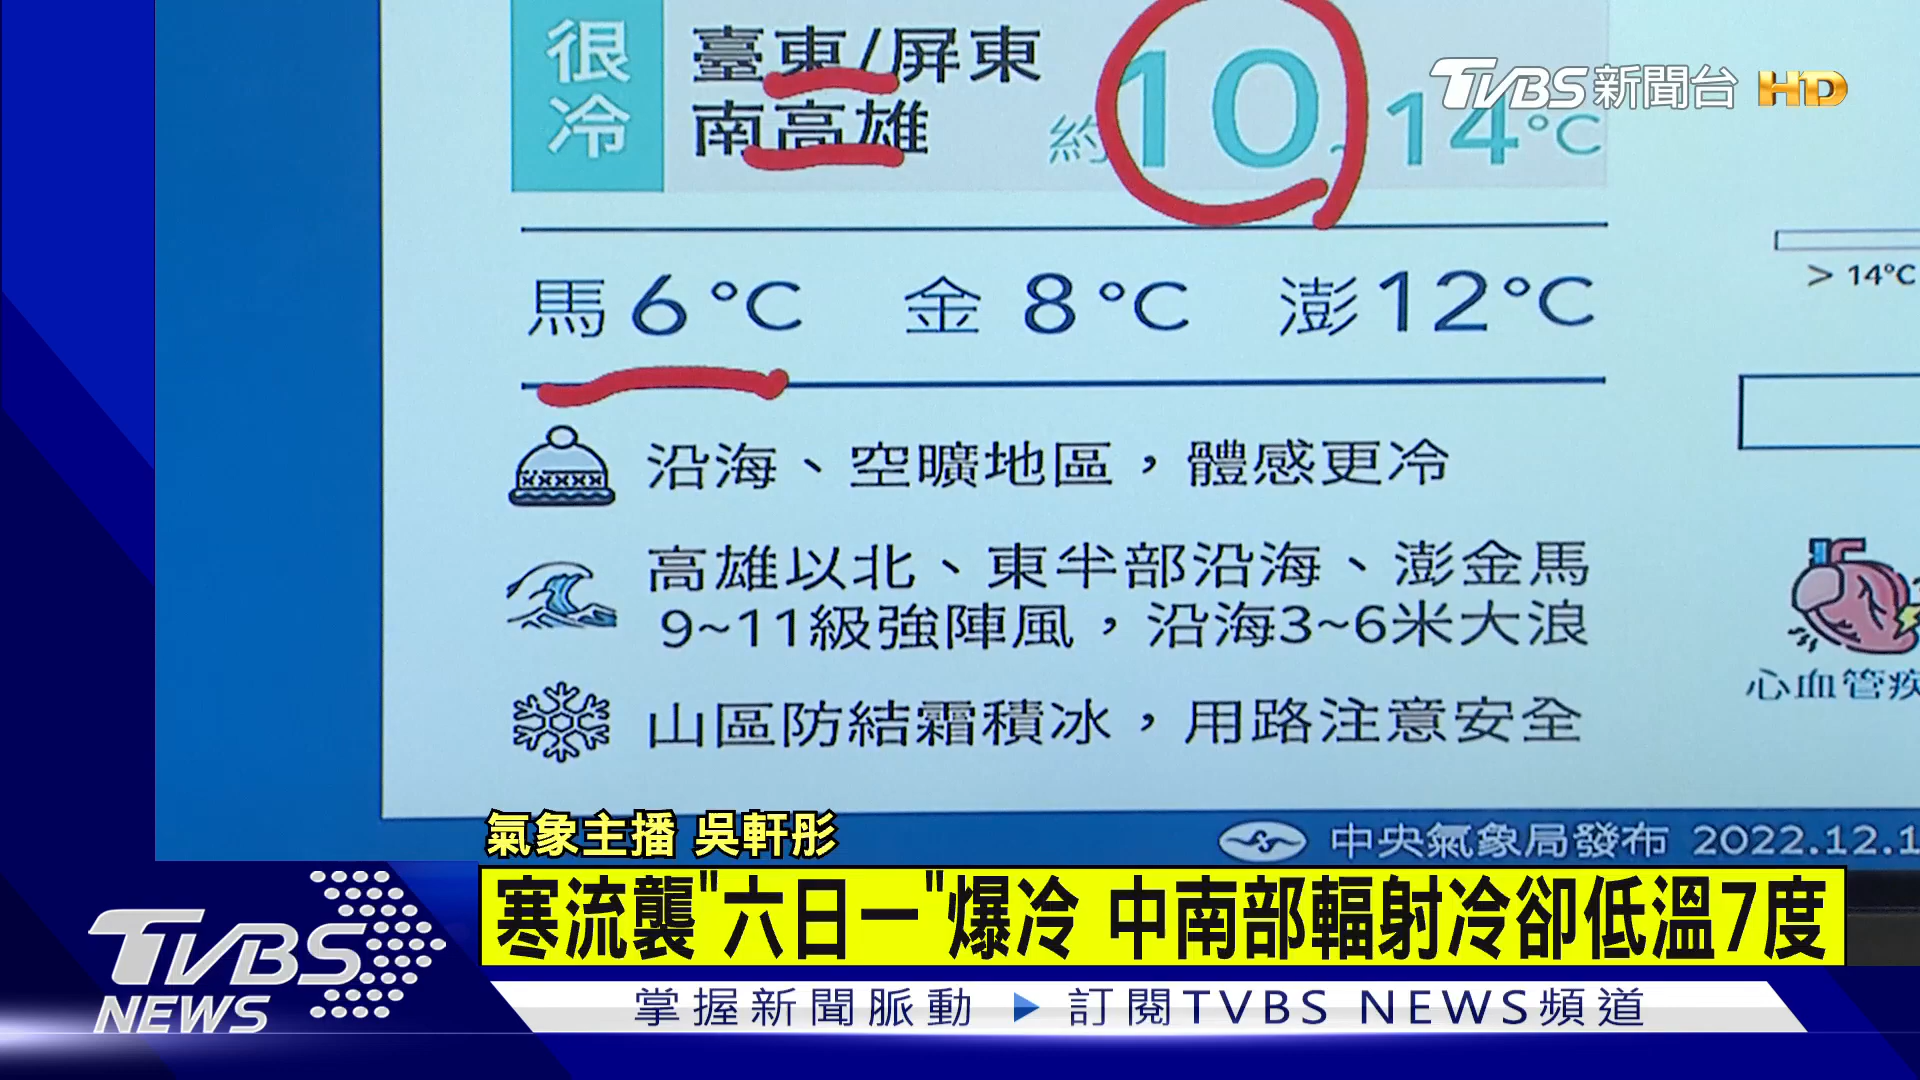 很冷
臺東/屏東
南高雄
約10~14°C
TVBS新聞台 HD
馬6°C 金8°C 澎12°C
> 14°C
沿海、空曠地區，體感更冷
高雄以北、東半部沿海、澎金馬
9~11級強陣風，沿海3~6米大浪
心血管疾
山區防結霜積冰，用路注意安全
氣象主播 吳軒彤
中央氣象局發布 2022.12.1
寒流襲"六日一"爆冷 中南部輻射冷卻低溫7度
TVBS NEWS
掌握新聞脈動 ▶ 訂閱TVBS NEWS頻道